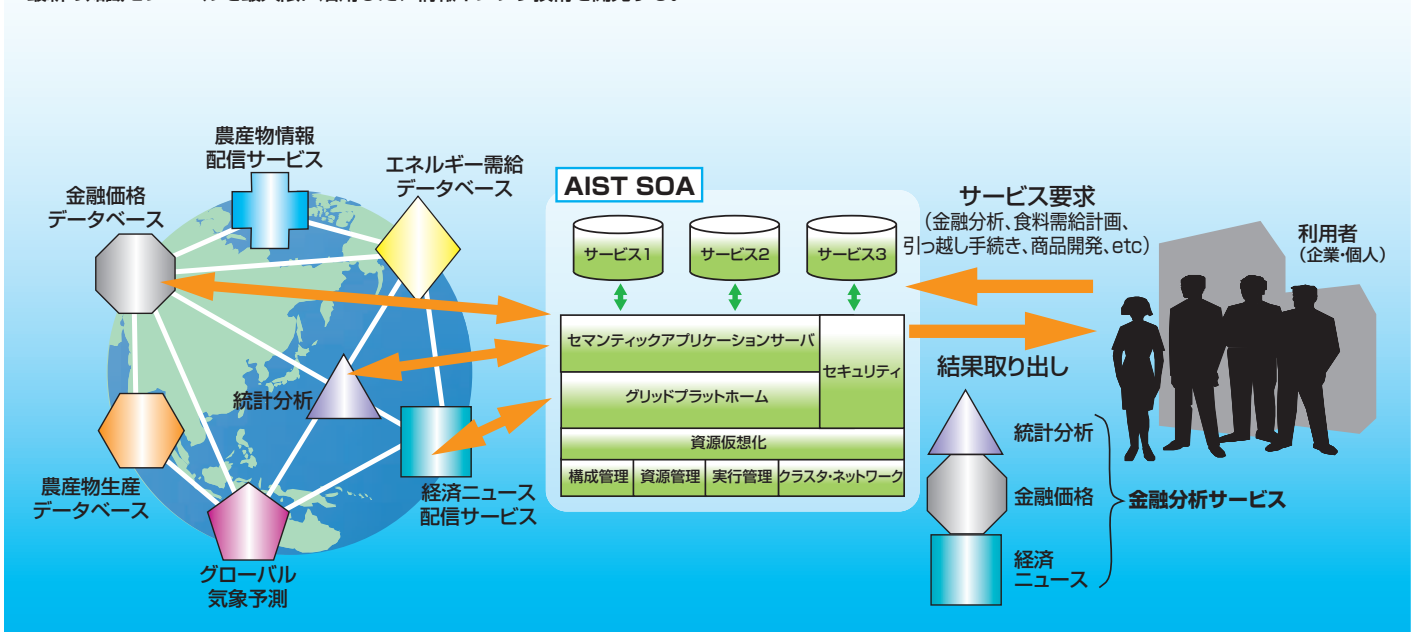 農産物情報
配信サービス
エネルギー需給
データベース
金融価格
データベース
統計分析
農産物生産
データベース
経済ニュース
配信サービス
グローバル
気象予測
AIST SOA
サービス1
サービス2
サービス3
セマンティックアプリケーションサーバ
セキュリティ
グリッドプラットホーム
資源仮想化
構成管理
資源管理
実行管理
クラスタ・ネットワーク
サービス要求
(金融分析、食料需給計画、
引っ越し手続き、商品開発、etc)
利用者
(企業・個人)
結果取り出し
統計分析
金融価格
経済
ニュース
金融分析サービス